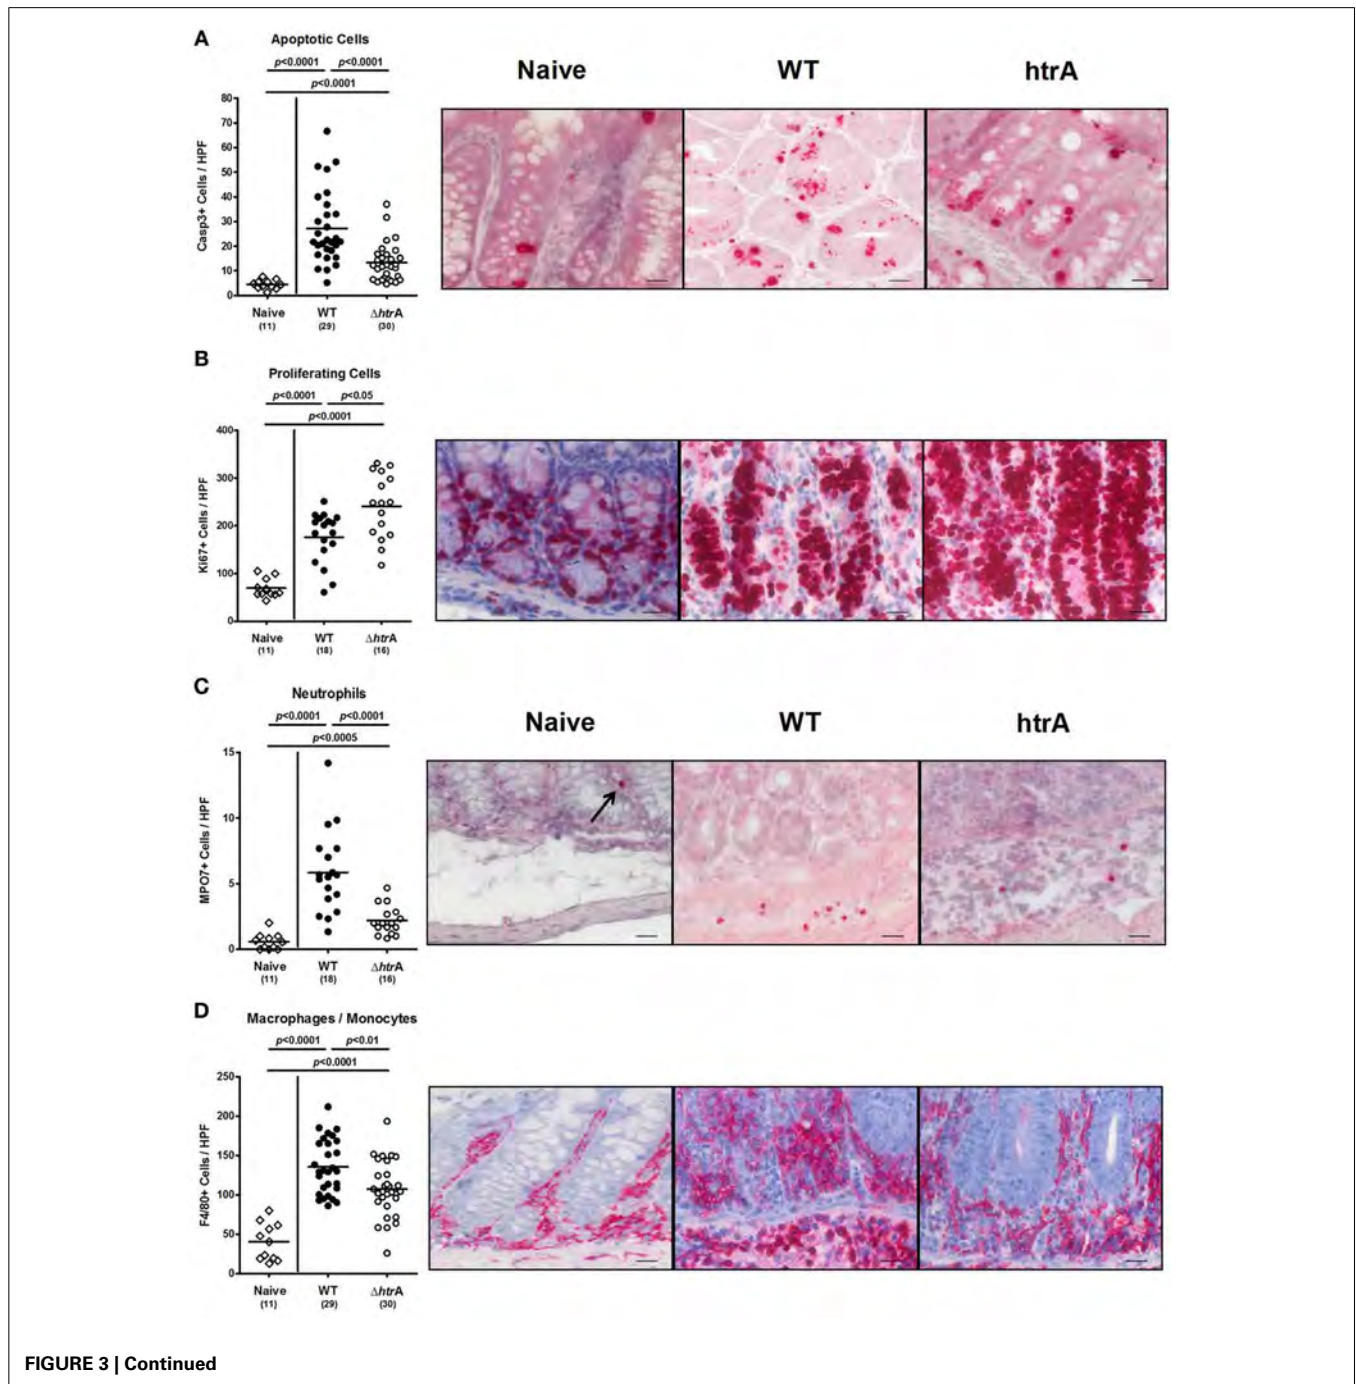 A
Apoptotic Cells
p<0.0001 p<0.0001
p<0.0001
Casp3+ Cells / HPF
80
70
60
50
40
30
20
10
0
Naive WT ΔhtrA
(11) (29) (30)
Naive WT htrA
B
Proliferating Cells
p<0.0001 p<0.05
p<0.0001
Ki67+ Cells / HPF
400
300
200
100
0
Naive WT ΔhtrA
(11) (18) (16)
C
Neutrophils
p<0.0001 p<0.0001
p<0.0005
MPO7+ Cells / HPF
15
10
5
0
Naive WT ΔhtrA
(11) (18) (16)
Naive WT htrA
D
Macrophages / Monocytes
p<0.0001 p<0.01
p<0.0001
F4/80+ Cells / HPF
250
200
150
100
50
0
Naive WT ΔhtrA
(11) (29) (30)
FIGURE 3 | Continued